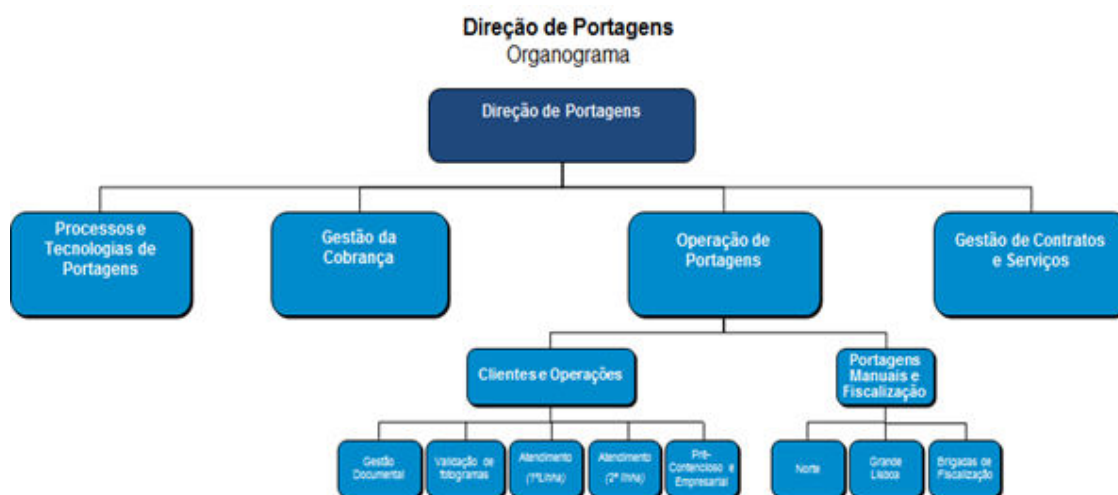 Direção de Portagens
Organograma
Direção de Portagens
Processos e
Tecnologias de
Portagens
Gestão da
Cobrança
Operação de
Portagens
Gestão de Contratos
e Serviços
Clientes e Operações
Portagens
Manuais e
Fiscalização
Gestão
Documental
Validação de
fotogramas
Atendimento
(1ªLinha)
Atendimento
(2ª linha)
Pré-
Contencioso e
Empresarial
Norte
Grande
Lisboa
Brigadas de
Fiscalização